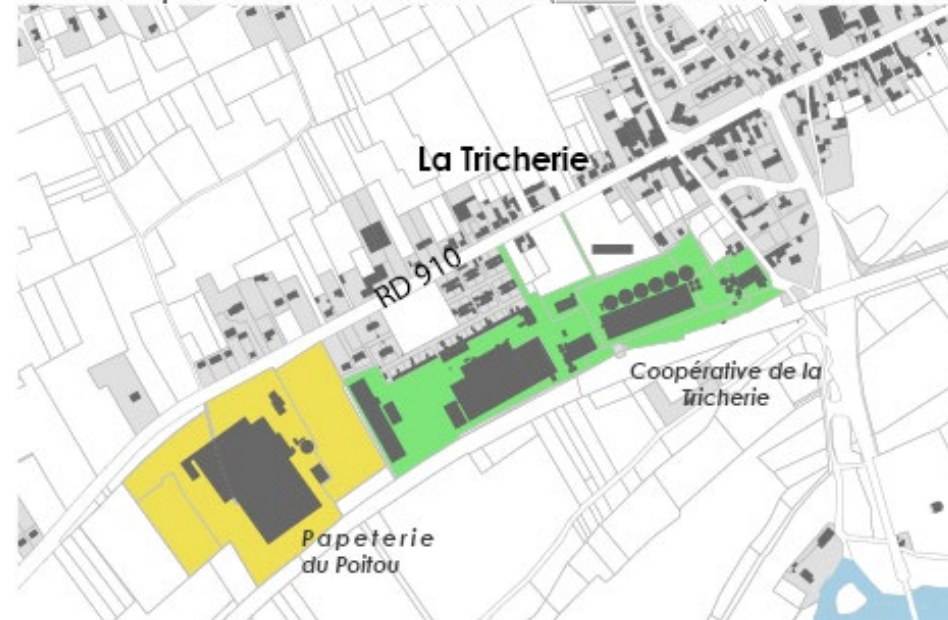 La Tricherie
RD 910
Coopérative de la
Tricherie
Papeterie
du Poitou